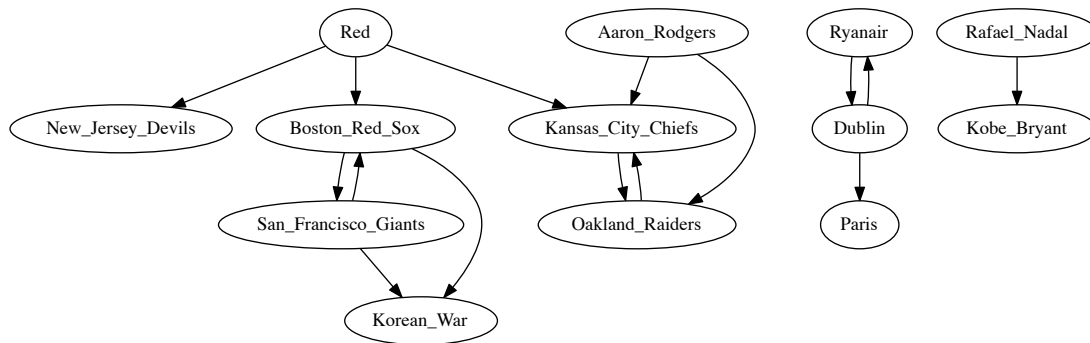 Red
Aaron_Rodgers
Ryanair
Rafael_Nadal
New_Jersey_Devils
Boston_Red_Sox
Kansas_City_Chiefs
Dublin
Kobe_Bryant
San_Francisco_Giants
Oakland_Raiders
Paris
Korean_War